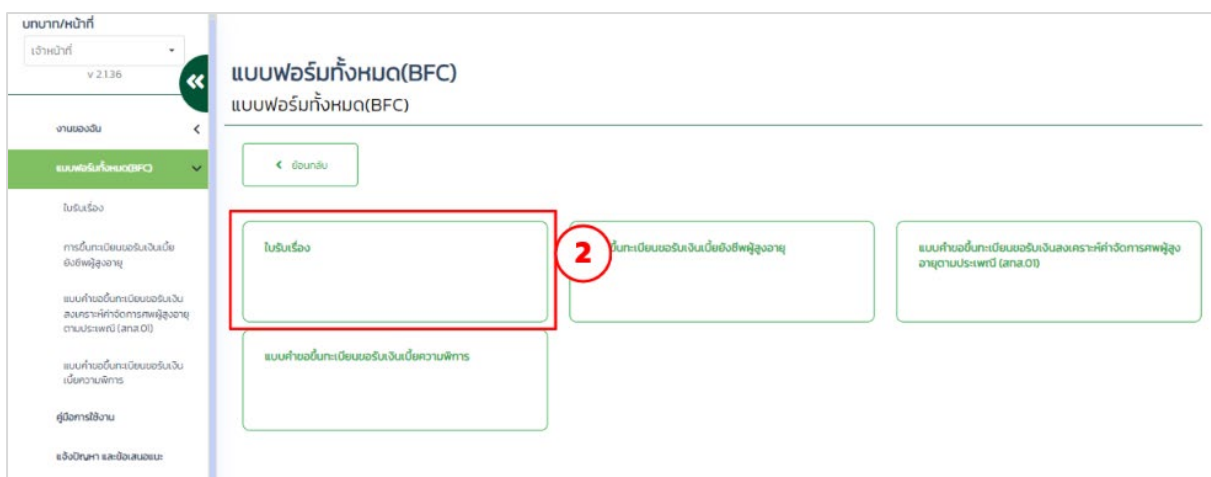 บทบาท/หน้าที่
เจ้าหน้าที่
v 2.1.36
งานของฉัน
แบบฟอร์มทั้งหมด(BFC)
ใบรับเรื่อง
การขึ้นทะเบียนขอรับเงินเบี้ย
ยังชีพผู้สูงอายุ
แบบคำขอขึ้นทะเบียนขอรับเงิน
สงเคราะห์ค่าจัดการศพผู้สูงอายุ
ตามประเพณี (สกส.01)
แบบคำขอขึ้นทะเบียนขอรับเงิน
เบี้ยความพิการ
คู่มือการใช้งาน
แจ้งปัญหา และข้อเสนอแนะ
แบบฟอร์มทั้งหมด(BFC)
แบบฟอร์มทั้งหมด(BFC)
ย้อนกลับ
ใบรับเรื่อง
2
ขึ้นทะเบียนขอรับเงินเบี้ยยังชีพผู้สูงอายุ
แบบคำขอขึ้นทะเบียนขอรับเงินสงเคราะห์ค่าจัดการศพผู้สูง
อายุตามประเพณี (สกส.01)
แบบคำขอขึ้นทะเบียนขอรับเงินเบี้ยความพิการ